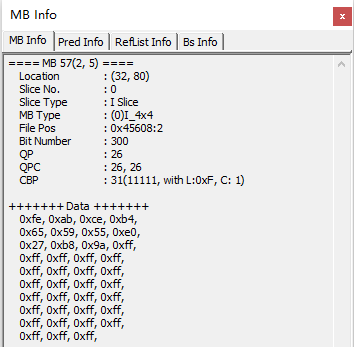 MB Info
x
MB Info Pred Info RefList Info Bs Info
==== MB 57(2, 5) ====
Location : (32, 80)
Slice No. : 0
Slice Type : I Slice
MB Type : (0)I_4x4
File Pos : 0x45608:2
Bit Number : 300
QP : 26
QPC : 26, 26
CBP : 31(11111, with L:0xF, C: 1)
+++++++ Data +++++++
0xfe, 0xab, 0xce, 0xb4,
0x65, 0x59, 0x55, 0xe0,
0x27, 0xb8, 0x9a, 0xff,
0xff, 0xff, 0xff, 0xff,
0xff, 0xff, 0xff, 0xff,
0xff, 0xff, 0xff, 0xff,
0xff, 0xff, 0xff, 0xff,
0xff, 0xff, 0xff, 0xff,
0xff, 0xff, 0xff, 0xff,
0xff, 0xff, 0xff,